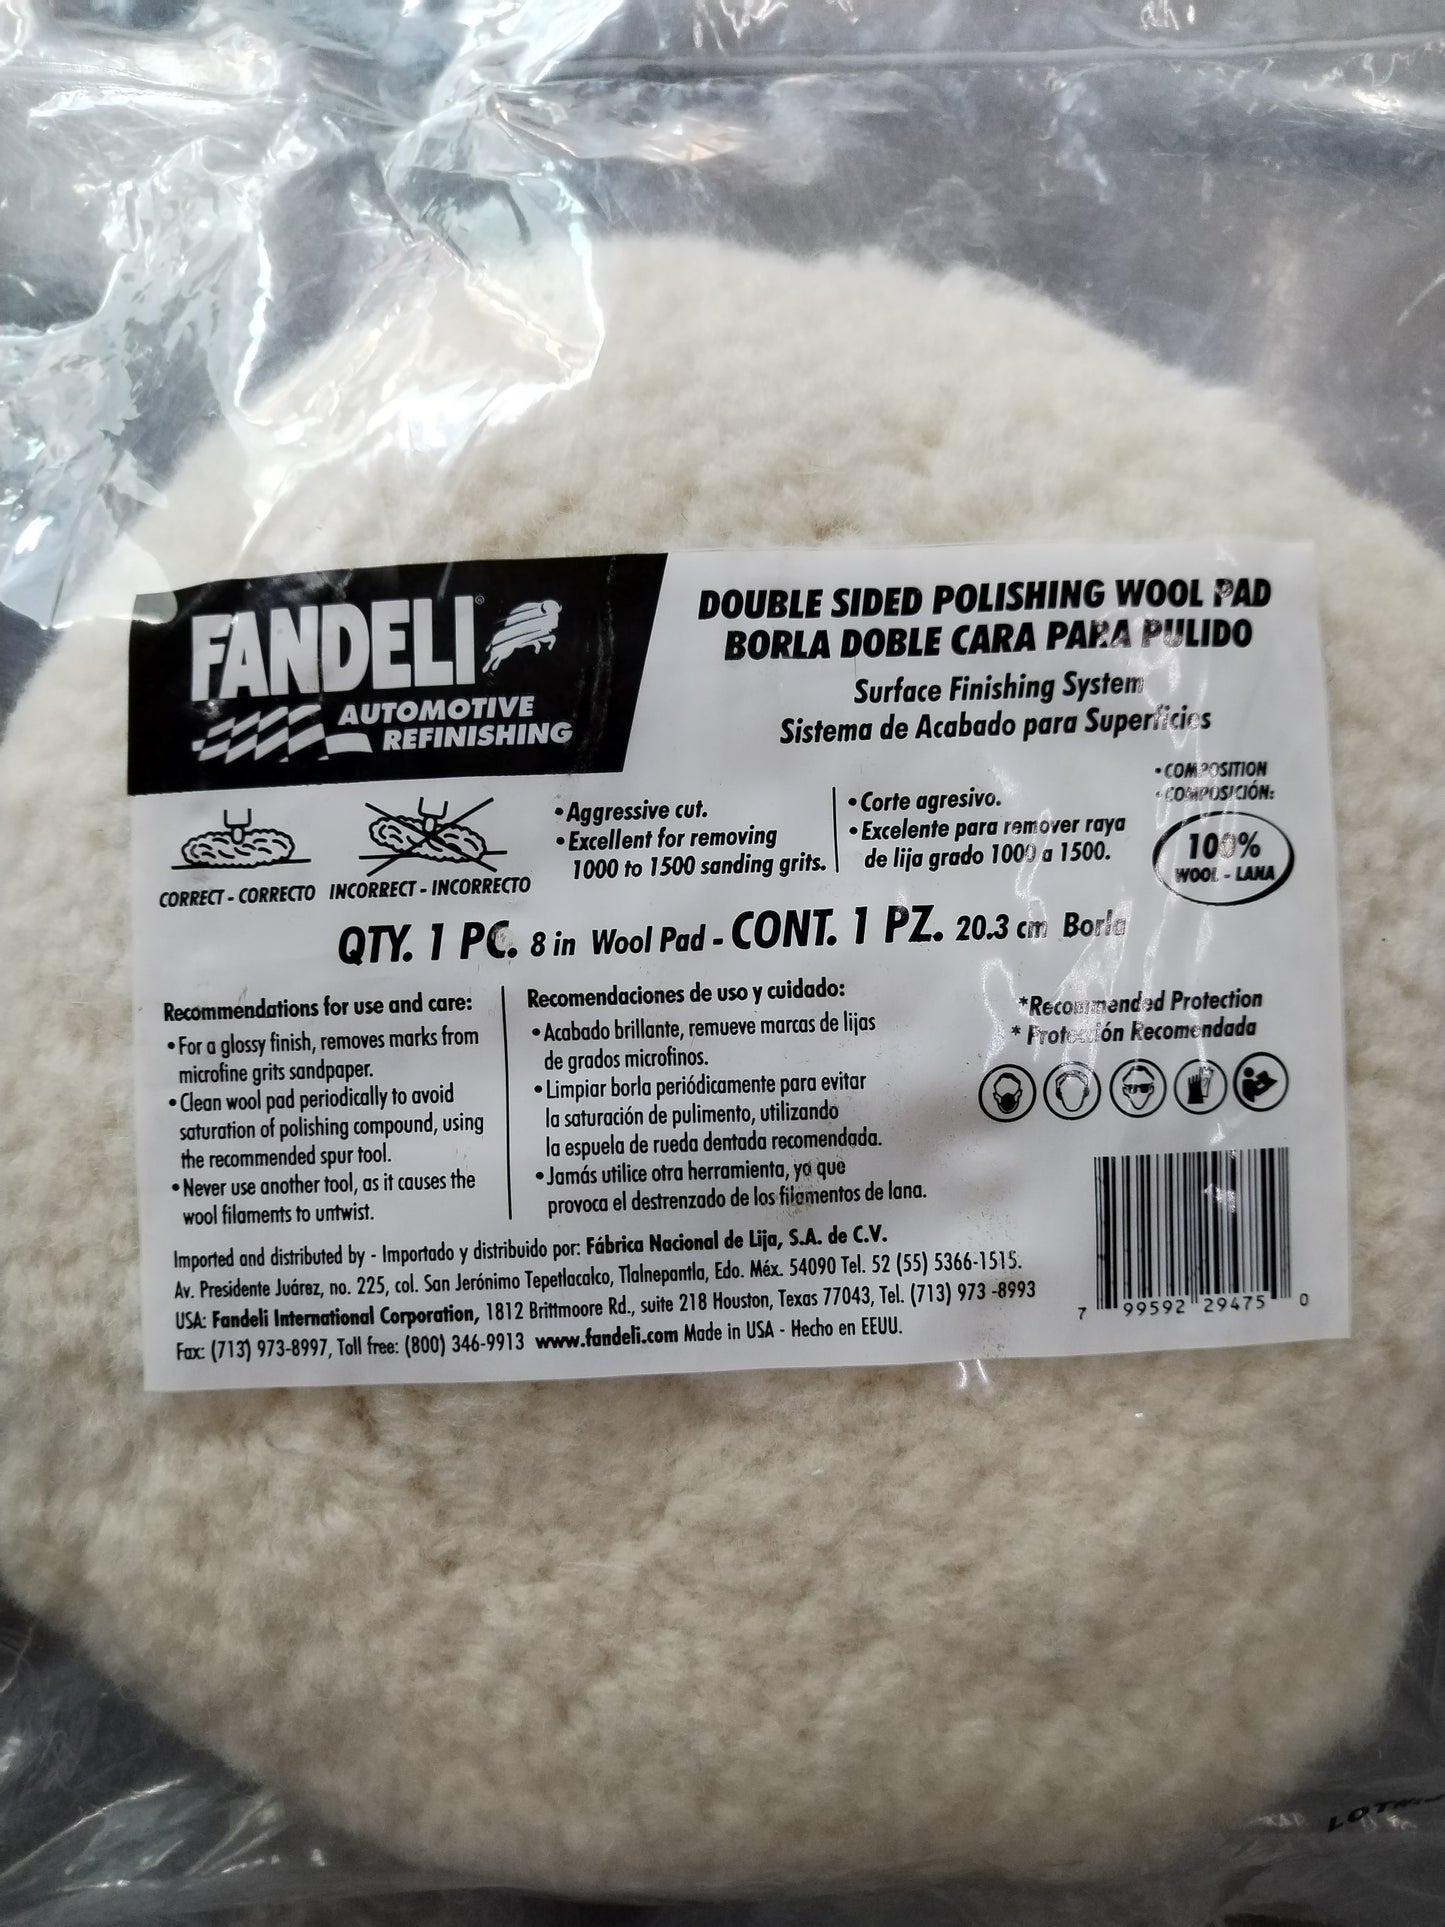 FANDELI®
AUTOMOTIVE
REFINISHING
DOUBLE SIDED POLISHING WOOL PAD
BORLA DOBLE CARA PARA PULIDO
Surface Finishing System
Sistema de Acabado para Superficies
CORRECT - CORRECTO INCORRECT - INCORRECTO
• Aggressive cut.
• Excellent for removing
1000 to 1500 sanding grits.
• Corte agresivo.
• Excelente para remover raya
de lija grado 1000 a 1500.
• COMPOSITION
• COMPOSICIÓN:
100%
WOOL - LANA
QTY. 1 PC. 8 in Wool Pad - CONT. 1 PZ. 20.3 cm Borla
Recommendations for use and care:
• For a glossy finish, removes marks from
microfine grits sandpaper.
• Clean wool pad periodically to avoid
saturation of polishing compound, using
the recommended spur tool.
• Never use another tool, as it causes the
wool filaments to untwist.
Recomendaciones de uso y cuidado:
• Acabado brillante, remueve marcas de lijas
de grados microfinos.
• Limpiar borla periódicamente para evitar
la saturación de pulimento, utilizando
la espuela de rueda dentada recomendada.
• Jamás utilice otra herramienta, ya que
provoca el destrenzado de los filamentos de lana.
*Recommended Protection
* Protección Recomendada
Imported and distributed by - Importado y distribuido por: Fábrica Nacional de Lija, S.A. de C.V.
Av. Presidente Juárez, no. 225, col. San Jerónimo Tepetlacalco, Tlalnepantla, Edo. Méx. 54090 Tel. 52 (55) 5366-1515.
USA: Fandeli International Corporation, 1812 Brittmoore Rd., suite 218 Houston, Texas 77043, Tel. (713) 973 -8993
Fax: (713) 973-8997, Toll free: (800) 346-9913 www.fandeli.com Made in USA - Hecho en EEUU.
7 99592 29475 0